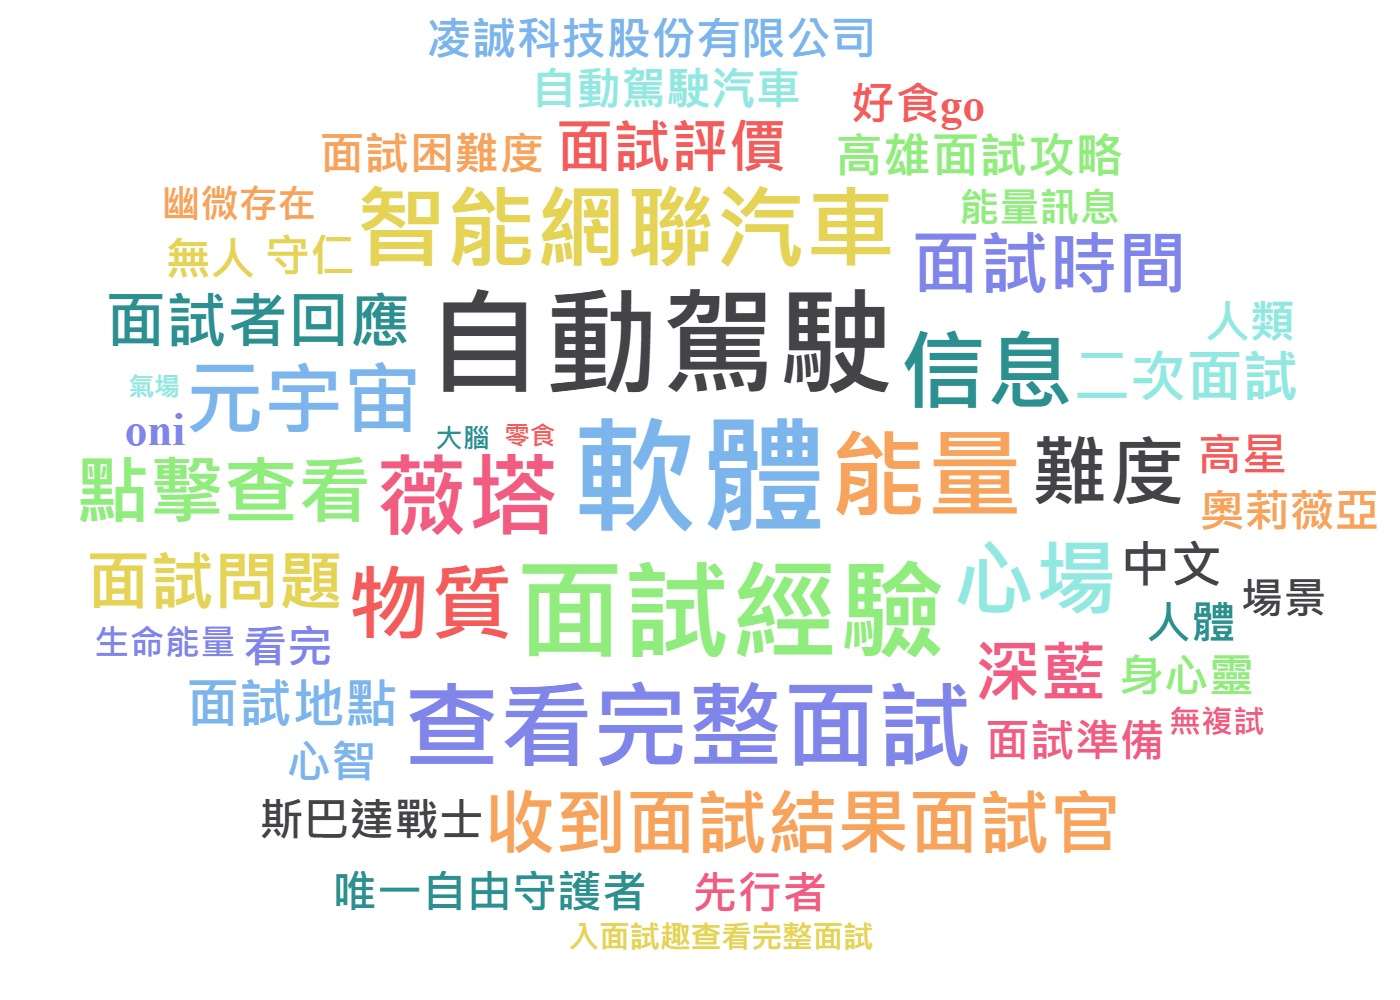 凌誠科技股份有限公司
自動駕駛汽車
好食go
面試困難度
面試評價
高雄面試攻略
幽微存在
智能網聯汽車
能量訊息
無人
守仁
面試時間
面試者回應
自動駕駛
信息
人類
二次面試
氣場
元宇宙
oni
大腦
零食
點擊查看
薇塔
軟體
能量
難度
高星
奧莉薇亞
面試問題
物質
面試經驗
心場
中文
場景
人體
生命能量
看完
深藍
身心靈
面試地點
查看完整面試
面試準備
無複試
心智
斯巴達戰士
收到面試結果面試官
唯一自由守護者
先行者
入面試趣查看完整面試